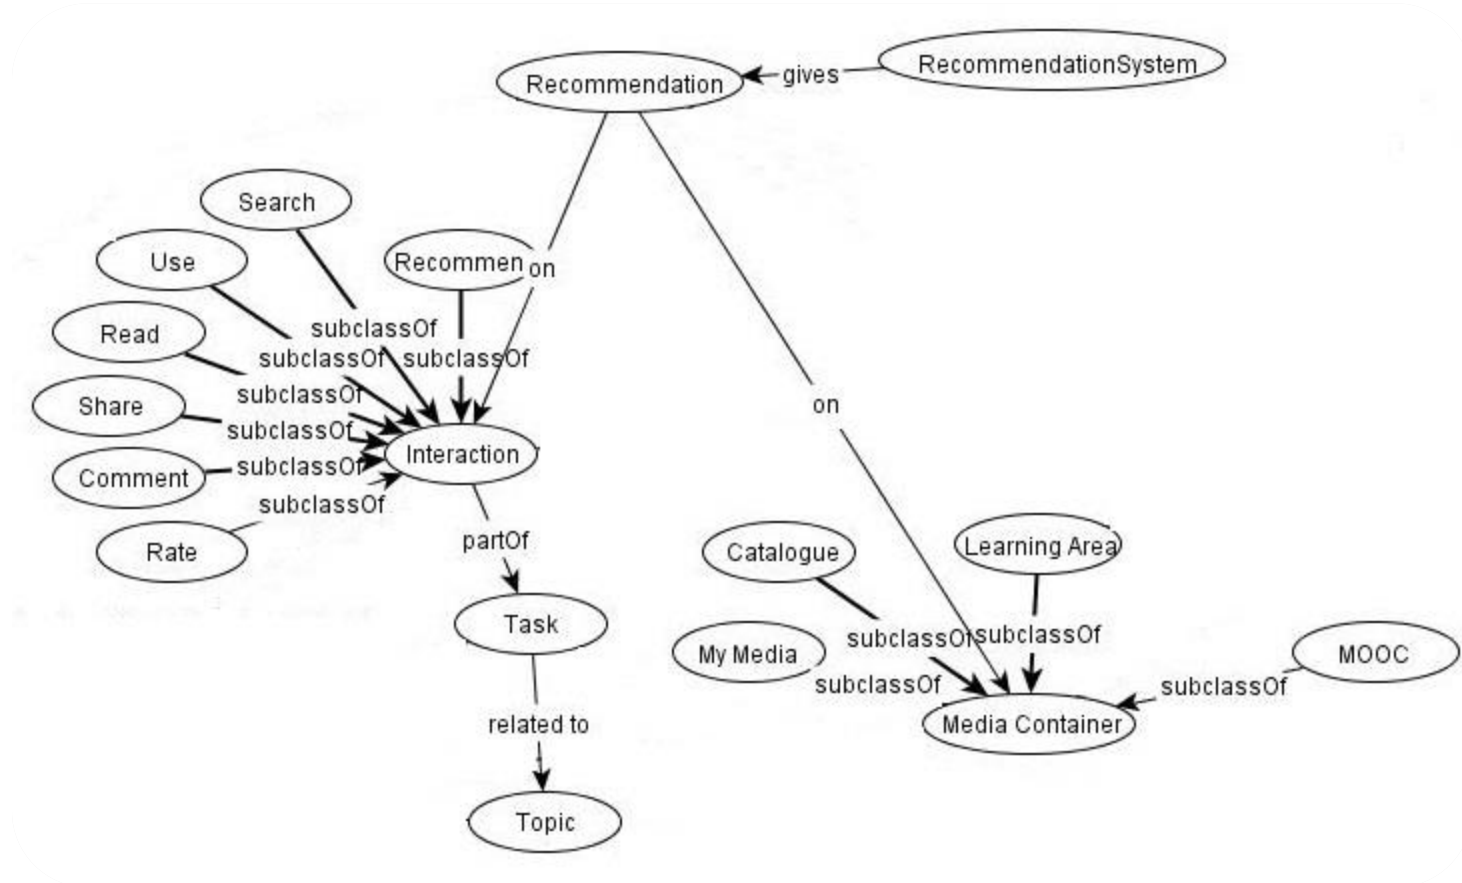 RecommendationSystem
gives
Recommendation
Search
Use
Recommen
on
Read
subclassOf
subclassOf
subclassOf
subclassOf
Share
on
subclassOf
Interaction
subclassOf
Comment
subclassOf
Rate
partOf
Catalogue
Learning Area
Task
subclassOf
subclassOf
My Media
MOOC
subclassOf
subclassOf
related to
Media Container
Topic